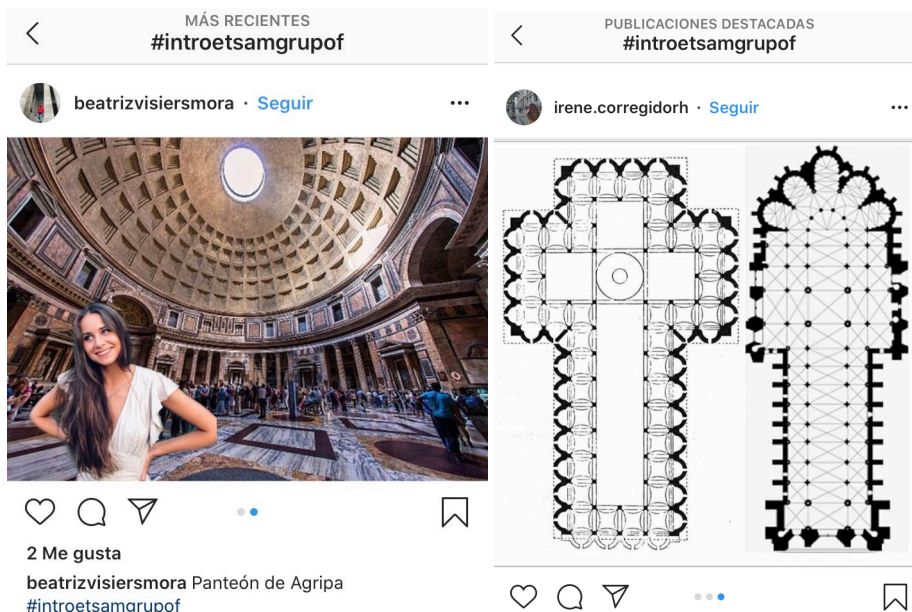 MÁS RECIENTES
#introetsamgrupof
beatrizvisiersmora · Seguir
2 Me gusta
beatrizvisiersmora Panteón de Agripa
#introetsamgrupof
PUBLICACIONES DESTACADAS
#introetsamgrupof
irene.corregidorh · Seguir